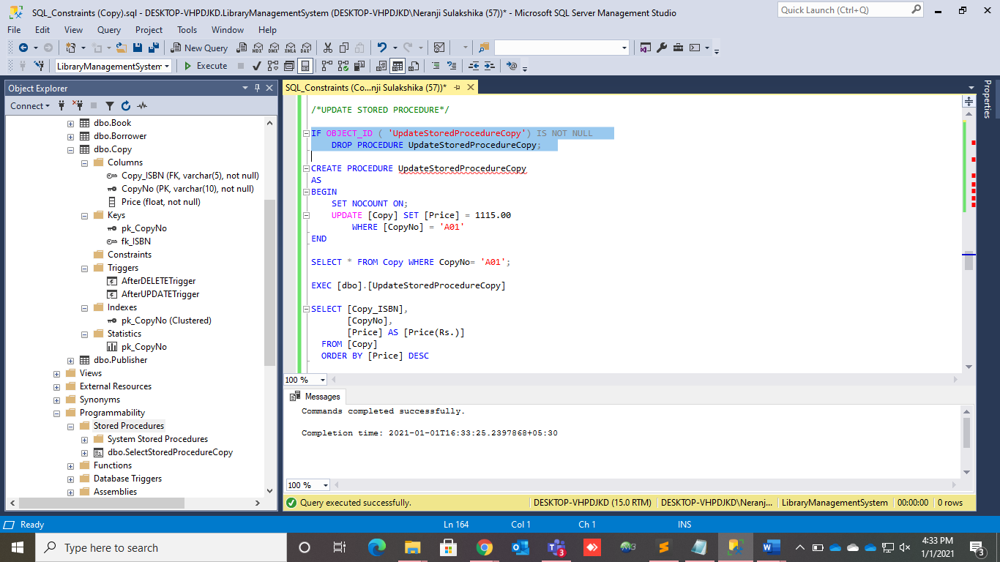 SQL_Constraints (Copy).sql - DESKTOP-VHPDJKD.LibraryManagementSystem (DESKTOP-VHPDJKD\Neranji Sulakshika (57))* - Microsoft SQL Server Management Studio
Quick Launch (Ctrl+Q)
File Edit View Query Project Tools Window Help
New Query MDX DMX XMLA DAX
LibraryManagementSystem Execute
Object Explorer
Connect
dbo.Book
dbo.Borrower
dbo.Copy
Columns
Copy_ISBN (FK, varchar(5), not null)
CopyNo (PK, varchar(10), not null)
Price (float, not null)
Keys
pk_CopyNo
fk_ISBN
Constraints
Triggers
AfterDELETETrigger
AfterUPDATETrigger
Indexes
pk_CopyNo (Clustered)
Statistics
pk_CopyNo
dbo.Publisher
Views
External Resources
Synonyms
Programmability
Stored Procedures
System Stored Procedures
dbo.SelectStoredProcedureCopy
Functions
Database Triggers
Assemblies
SQL_Constraints (Co...nji Sulakshika (57))*
Properties
/*UPDATE STORED PROCEDURE*/
IF OBJECT_ID ( 'UpdateStoredProcedureCopy') IS NOT NULL
DROP PROCEDURE UpdateStoredProcedureCopy;
CREATE PROCEDURE UpdateStoredProcedureCopy
AS
BEGIN
SET NOCOUNT ON;
UPDATE [Copy] SET [Price] = 1115.00
WHERE [CopyNo] = 'A01'
END
SELECT * FROM Copy WHERE CopyNo= 'A01';
EXEC [dbo].[UpdateStoredProcedureCopy]
SELECT [Copy_ISBN],
[CopyNo],
[Price] AS [Price(Rs.)]
FROM [Copy]
ORDER BY [Price] DESC
100 %
Messages
Commands completed successfully.
Completion time: 2021-01-01T16:33:25.2397868+05:30
100 %
Query executed successfully. DESKTOP-VHPDJKD (15.0 RTM) DESKTOP-VHPDJKD\Neranj... LibraryManagementSystem 00:00:00 0 rows
Ready Ln 164 Col 1 Ch 1 INS
Type here to search
3
4:33 PM
1/1/2021
3